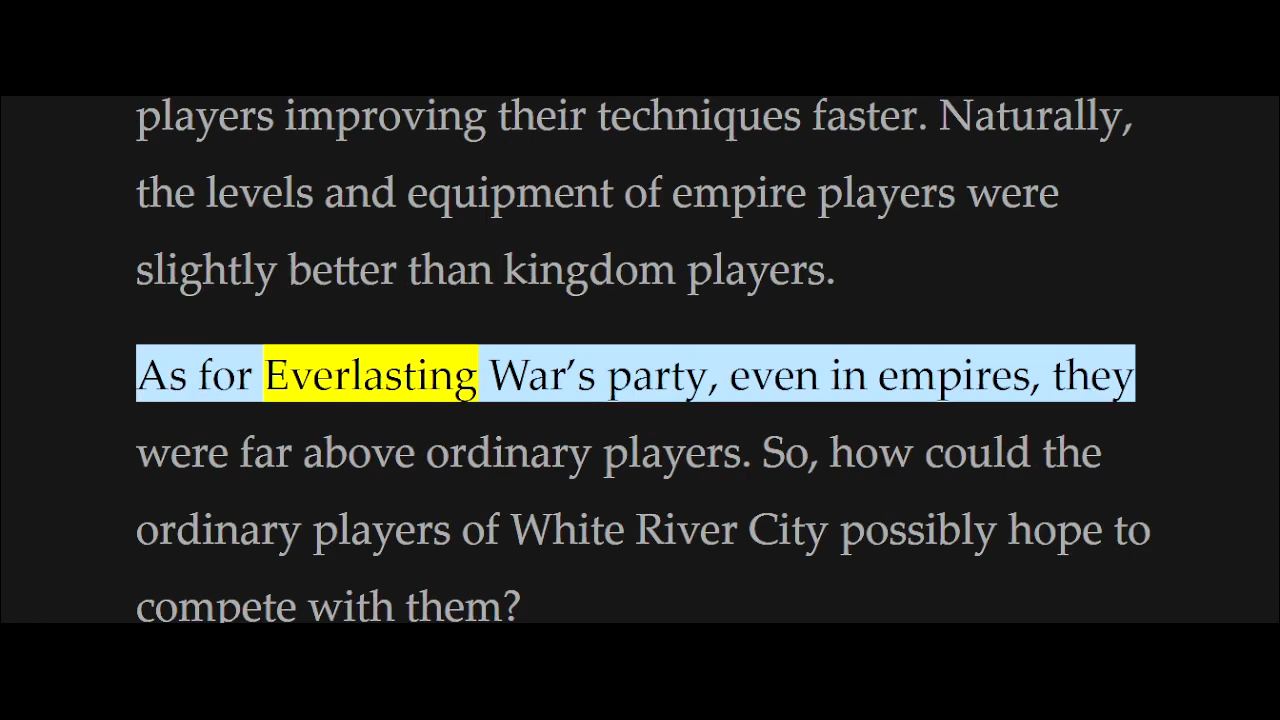 players improving their techniques faster. Naturally,
the levels and equipment of empire players were
slightly better than kingdom players.
As for Everlasting War’s party, even in empires, they
were far above ordinary players. So, how could the
ordinary players of White River City possibly hope to
compete with them?